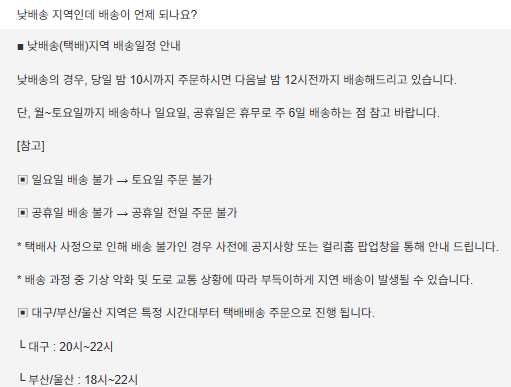 낮배송 지역인데 배송이 언제 되나요?
■ 낮배송(택배)지역 배송일정 안내
낮배송의 경우, 당일 밤 10시까지 주문하시면 다음날 밤 12시전까지 배송해드리고 있습니다.
단, 월~토요일까지 배송하나 일요일, 공휴일은 휴무로 주 6일 배송하는 점 참고 바랍니다.
[참고]
▣ 일요일 배송 불가 → 토요일 주문 불가
▣ 공휴일 배송 불가 → 공휴일 전일 주문 불가
* 택배사 사정으로 인해 배송 불가인 경우 사전에 공지사항 또는 컬리홈 팝업창을 통해 안내 드립니다.
* 배송 과정 중 기상 악화 및 도로 교통 상황에 따라 부득이하게 지연 배송이 발생될 수 있습니다.
▣ 대구/부산/울산 지역은 특정 시간대부터 택배배송 주문으로 진행 됩니다.
└ 대구 : 20시~22시
└ 부산/울산 : 18시~22시